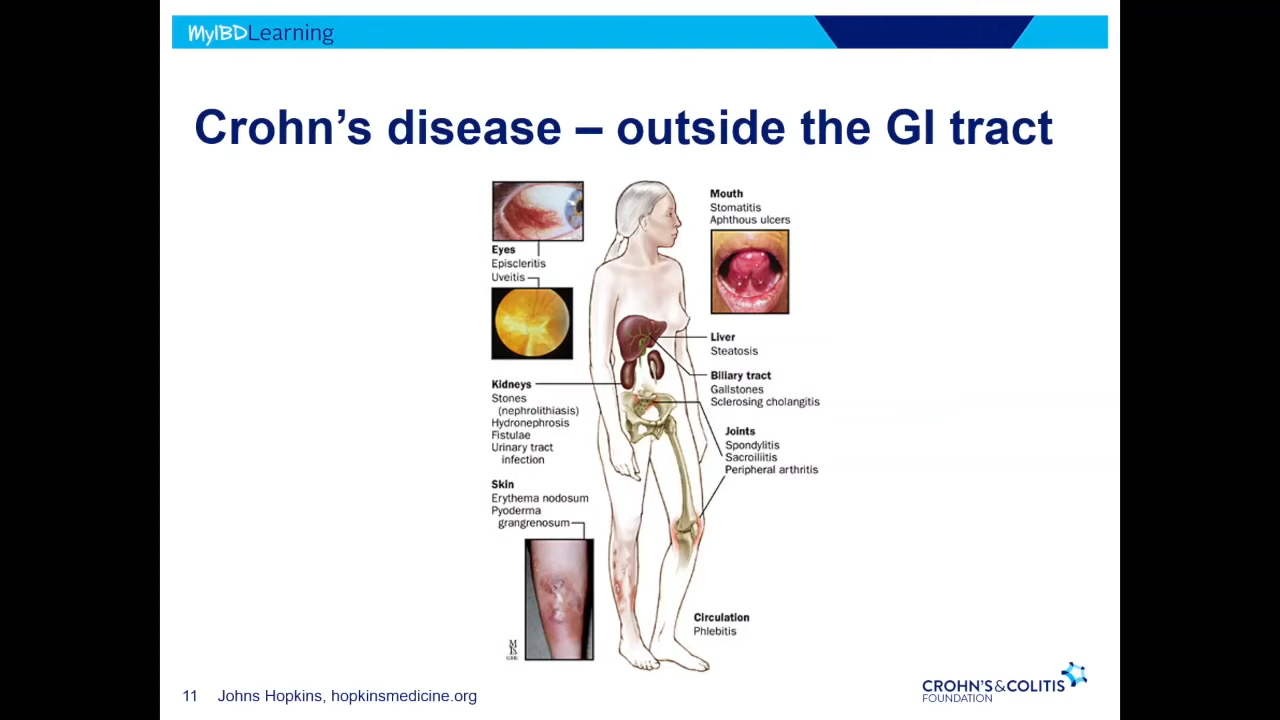 MyIBDLearning
Crohn's disease – outside the GI tract
Eyes
Episcleritis
Uveitis
Kidneys
Stones
(nephrolithiasis)
Hydronephrosis
Fistulae
Urinary tract
infection
Skin
Erythema nodosum
Pyoderma
grangrenosum
Mouth
Stomatitis
Aphthous ulcers
Liver
Steatosis
Biliary tract
Gallstones
Sclerosing cholangitis
Joints
Spondylitis
Sacroiliitis
Peripheral arthritis
Circulation
Phlebitis
11 Johns Hopkins, hopkinsmedicine.org
CROHN'S&COLITIS
FOUNDATION